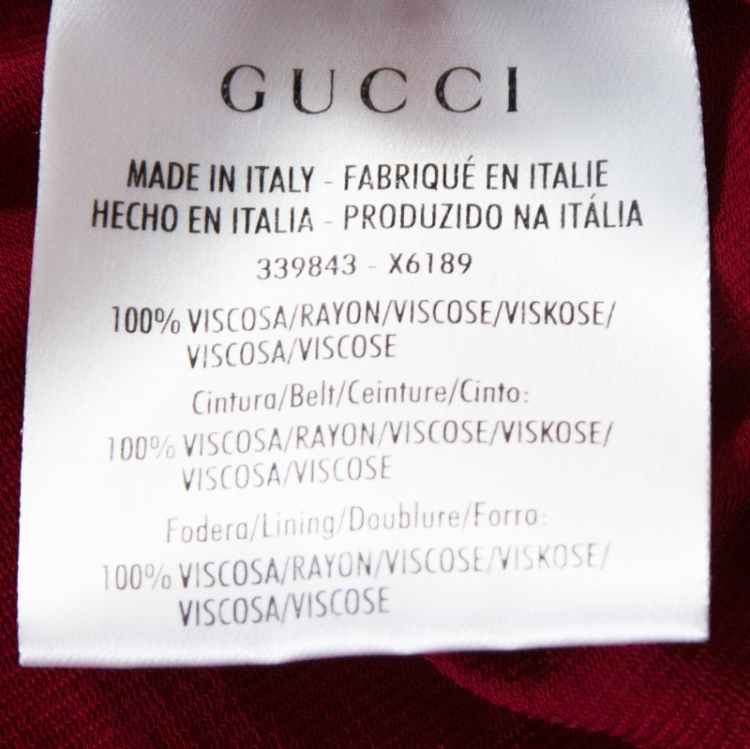 GUCCI
MADE IN ITALY - FABRIQUÉ EN ITALIE
HECHO EN ITALIA - PRODUZIDO NA ITÁLIA
339843 - X6189
100% VISCOSA/RAYON/VISCOSE/VISKOSE/
VISCOSA/VISCOSE
Cintura/Belt/Ceinture/Cinto:
100% VISCOSA/RAYON/VISCOSE/VISKOSE/
VISCOSA/VISCOSE
Fodera/Lining/Doublure/Forro:
100% VISCOSA/RAYON/VISCOSE/VISKOSE/
VISCOSA/VISCOSE